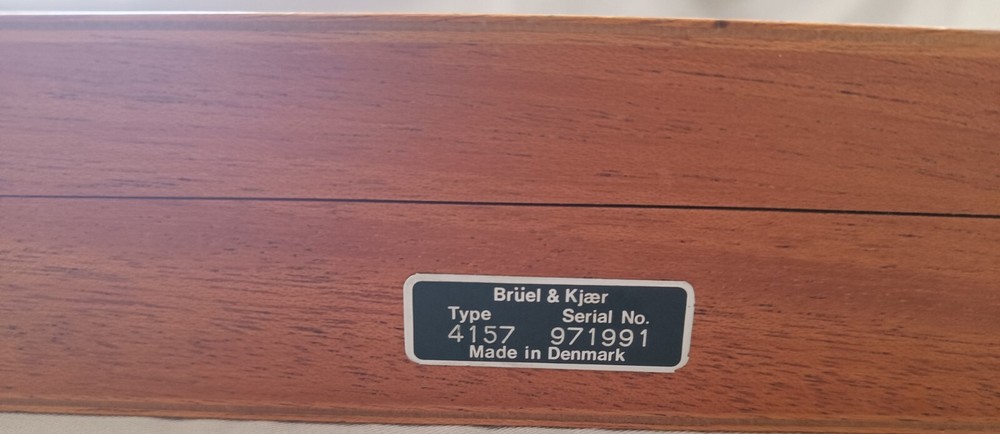 Brüel & Kjær
Type Serial No.
4157 971991
Made in Denmark